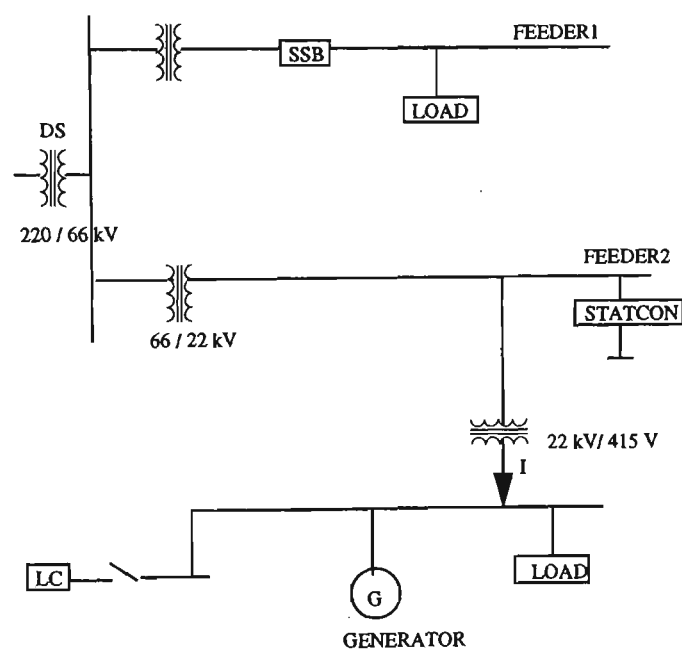 FEEDER1
SSB
LOAD
DS
220 / 66 kV
FEEDER2
STATCON
66 / 22 kV
22 kV/ 415 V
I
LC
LOAD
G
GENERATOR